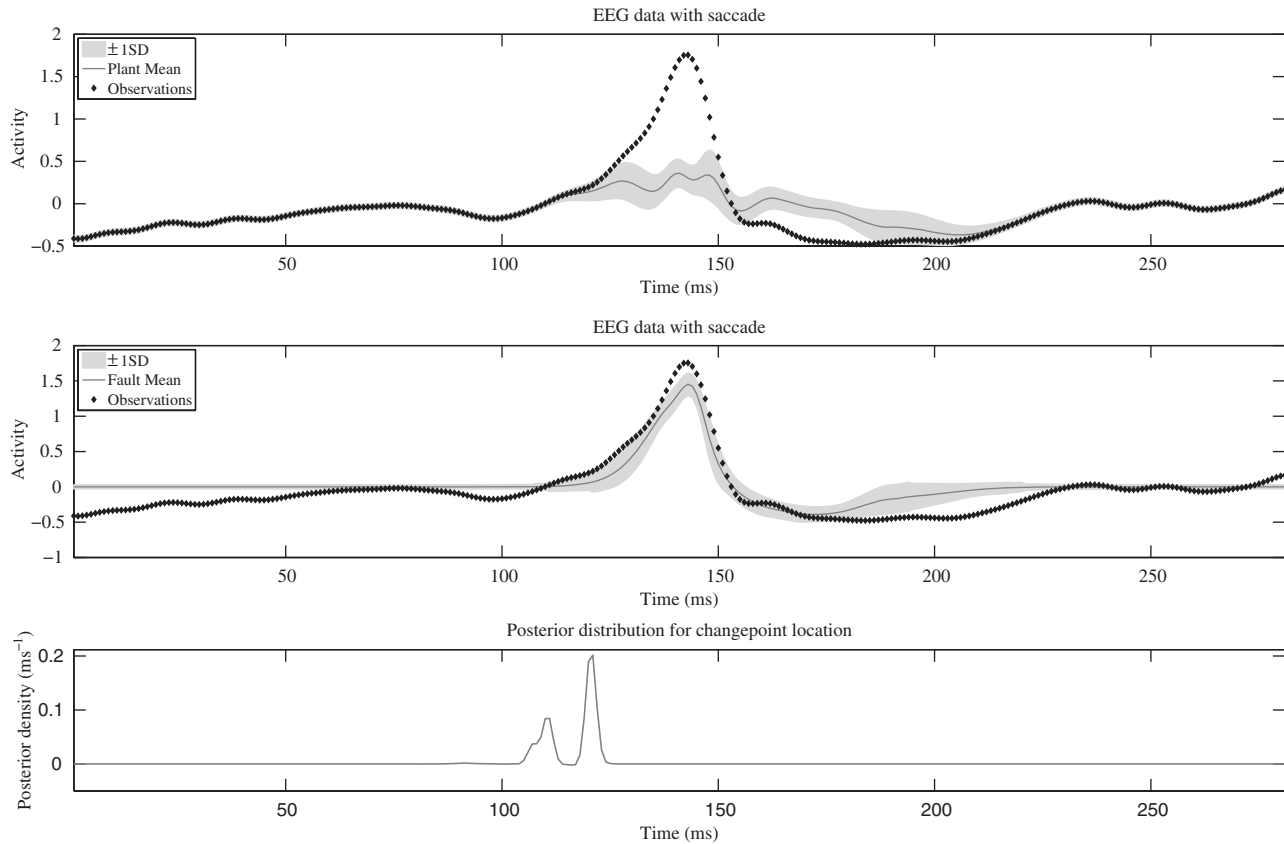 EEG data with saccade
±1SD
Plant Mean
Observations
Activity
2
1.5
1
0.5
0
−0.5
50
100
150
200
250
Time (ms)
EEG data with saccade
±1SD
Fault Mean
Observations
Activity
2
1.5
1
0.5
0
−0.5
−1
50
100
150
200
250
Time (ms)
Posterior distribution for changepoint location
Posterior density (ms⁻¹)
0.2
0.1
0
50
100
150
200
250
Time (ms)